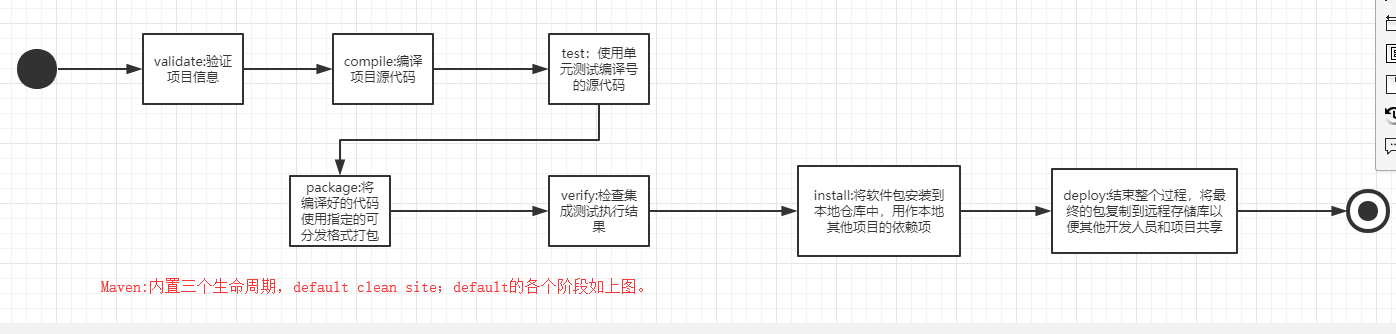 validate:验证
项目信息
compile:编译
项目源代码
test：使用单
元测试编译号
的源代码
package:将
编译好的代码
使用指定的可
分发格式打包
verify:检查集
成测试执行结
果
install:将软件包安装到
本地仓库中，用作本地
其他项目的依赖项
deploy:结束整个过程，将最
终的包复制到远程存储库以
便其他开发人员和项目共享
Maven:内置三个生命周期，default clean site；default的各个阶段如上图。